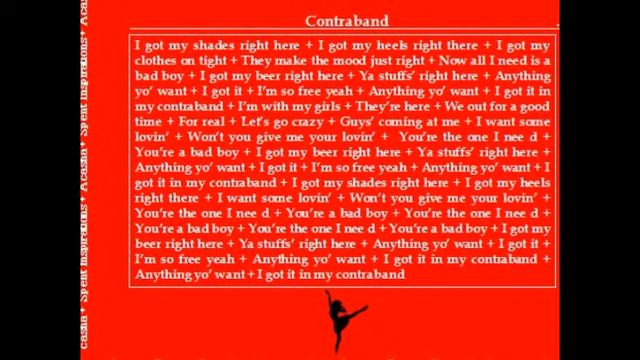 Contraband
I got my shades right here + I got my heels right there + I got my
clothes on tight + They make the mood just right + Now all I need is a
bad boy + I got my beer right here + Ya stuffs' right here + Anything
yo' want + I got it + I'm so free yeah + Anything yo' want + I got it in
my contraband + I'm with my girls + They're here + We out for a good
time + For real + Let's go crazy + Guys' coming at me + I want some
lovin' + Won't you give me your lovin' + You're the one I nee d +
You're a bad boy + I got my beer right here + Ya stuffs' right here +
Anything yo' want + I got it + I'm so free yeah + Anything yo' want + I
got it in my contraband + I got my shades right here + I got my heels
right there + I want some lovin' + Won't you give me your lovin' +
You're the one I nee d + You're a bad boy + You're the one I nee d +
You're a bad boy + You're the one I nee d + You're a bad boy + I got my
beer right here + Ya stuffs' right here + Anything yo' want + I got it +
I'm so free yeah + Anything yo' want + I got it in my contraband +
Anything yo' want + I got it in my contraband
casha + Spent Inspirations+ Acasha + Spent Inspirations+ Acas